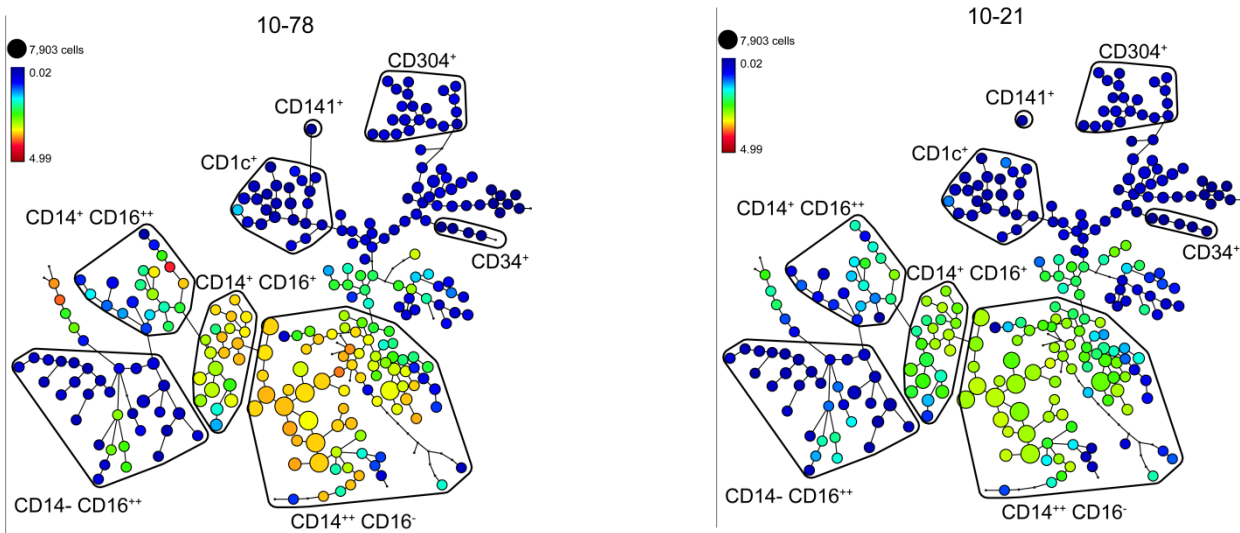 10-78
7,903 cells
0.02
4.99
CD304⁺
CD141⁺
CD1c⁺
CD14⁺ CD16⁺⁺
CD14⁺ CD16⁺
CD34⁺
CD14- CD16⁺⁺
CD14⁺⁺ CD16⁻
10-21
7,903 cells
0.02
4.99
CD304⁺
CD141⁺
CD1c⁺
CD14⁺ CD16⁺⁺
CD14⁺ CD16⁺
CD34⁺
CD14- CD16⁺⁺
CD14⁺⁺ CD16⁻